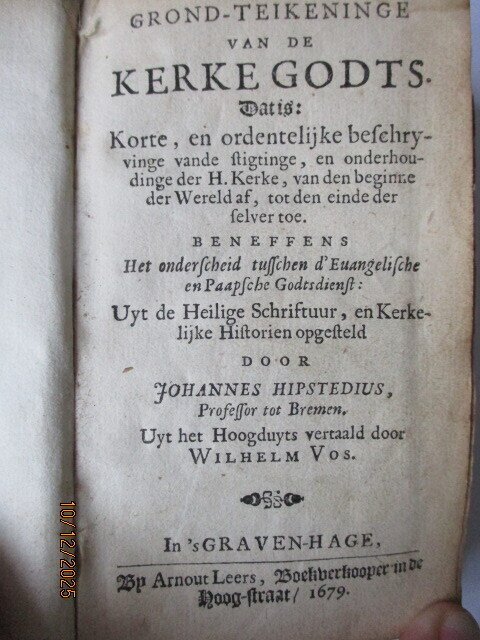 GROND-TEIKENINGE
VAN DE
KERKE GODTS.
Dat is:
Korte, en ordentelijke beſchry-
vinge vande ſtigtinge, en onderhou-
dinge der H. Kerke, van den beginne
der Wereld af, tot den einde der
ſelver toe.
BENEFFENS
Het onderſcheid tuſſchen d'Euangeliſche
en Paapſche Godtsdienſt:
Uyt de Heilige Schriftuur, en Kerke-
lijke Hiſtorien opgeſteld
DOOR
JOHANNES HIPSTEDIUS,
Profeſſor tot Bremen.
Uyt het Hoogduyts vertaald door
WILHELM VOS.
In 'sGRAVEN-HAGE,
By Arnout Leers, Boekverkooper in de
Hoog-ſtraat/ 1679.
10/12/2025